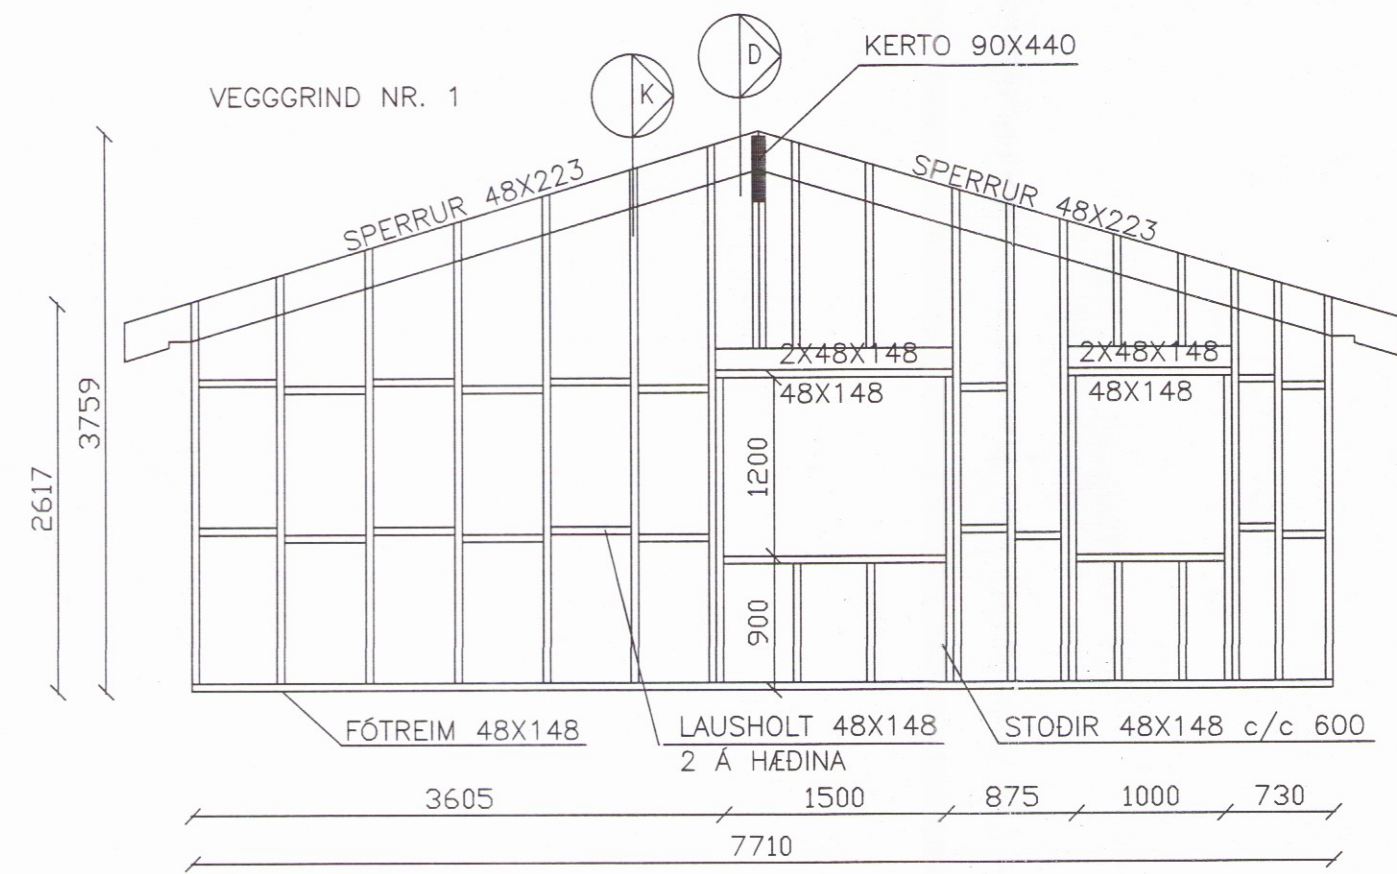 D
KERTO 90X440
K
VEGGGRIND NR. 1
SPERRUR 48X223
SPERRUR 48X223
2X48X148
2X48X148
48X148
48X148
3759
2617
1200
900
FÓTREIM 48X148
LAUSHOLT 48X148
2 Á HÆÐINA
STOÐIR 48X148 c/c 600
3605
1500
875
1000
730
7710